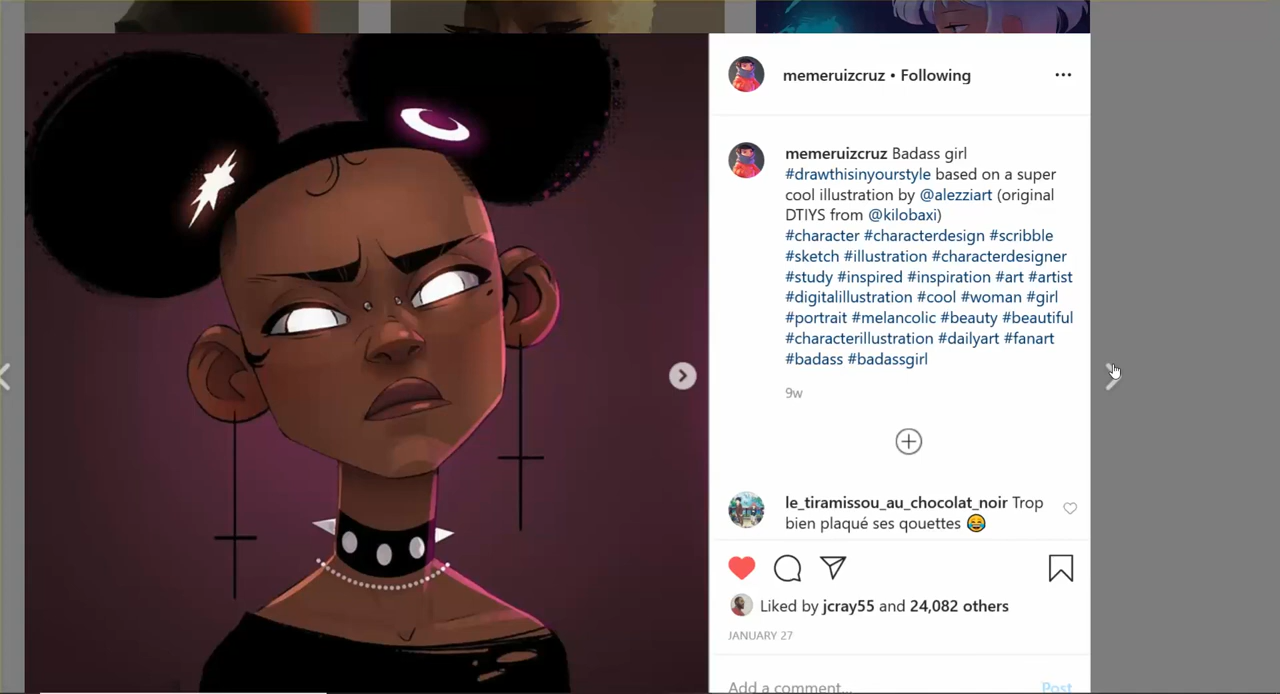 memeruizcruz • Following
memeruizcruz Badass girl
#drawthisinyourstyle based on a super
cool illustration by @alezziart (original
DTIYS from @kilobaxi)
#character #characterdesign #scribble
#sketch #illustration #characterdesigner
#study #inspired #inspiration #art #artist
#digitalillustration #cool #woman #girl
#portrait #melancolic #beauty #beautiful
#characterillustration #dailyart #fanart
#badass #badassgirl
9w
le_tiramissou_au_chocolat_noir Trop
bien plaqué ses qouettes 😂
Liked by jcray55 and 24,082 others
JANUARY 27
Add a comment... Post